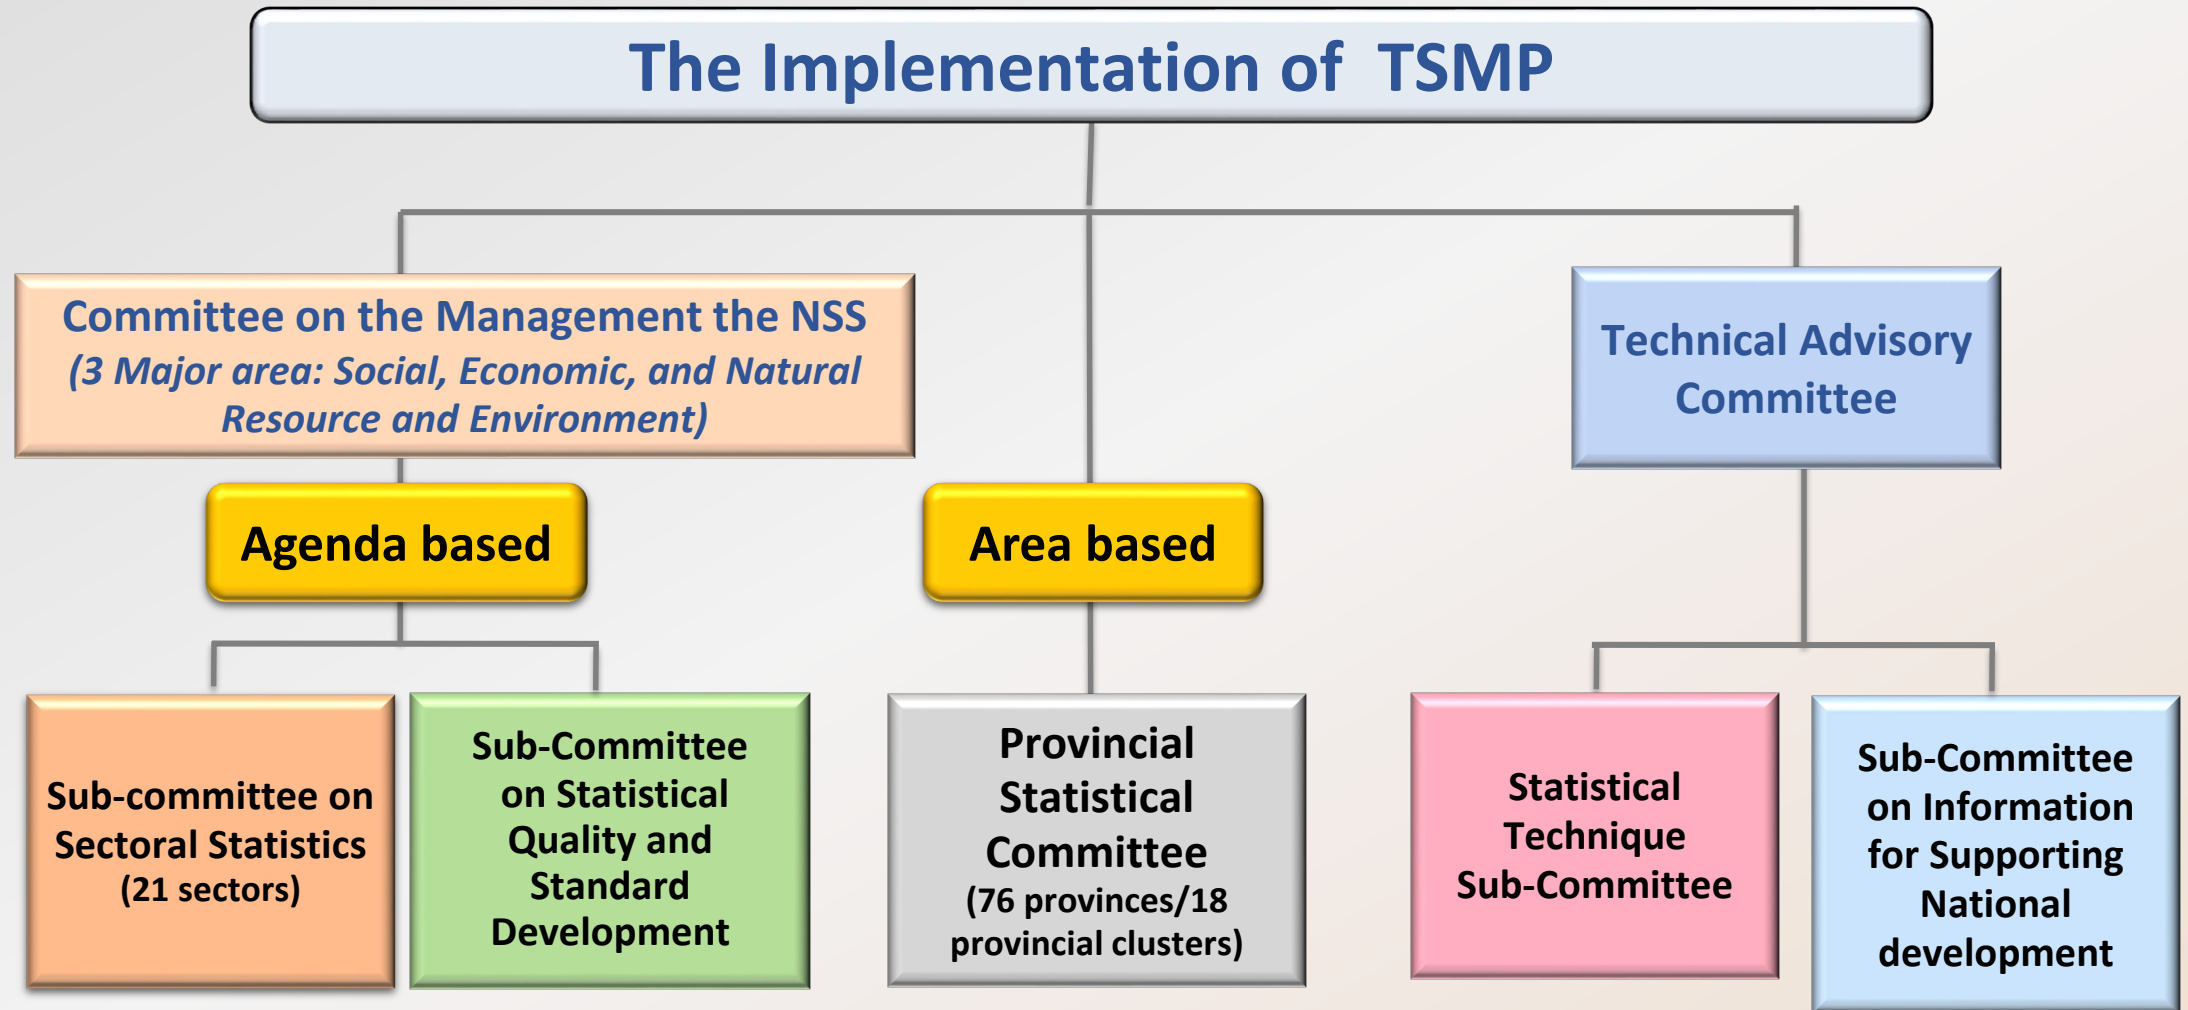 The Implementation of TSMP
Committee on the Management the NSS
(3 Major area: Social, Economic, and Natural
Resource and Environment)
Technical Advisory
Committee
Agenda based
Area based
Sub-committee on
Sectoral Statistics
(21 sectors)
Sub-Committee
on Statistical
Quality and
Standard
Development
Provincial
Statistical
Committee
(76 provinces/18
provincial clusters)
Statistical
Technique
Sub-Committee
Sub-Committee
on Information
for Supporting
National
development